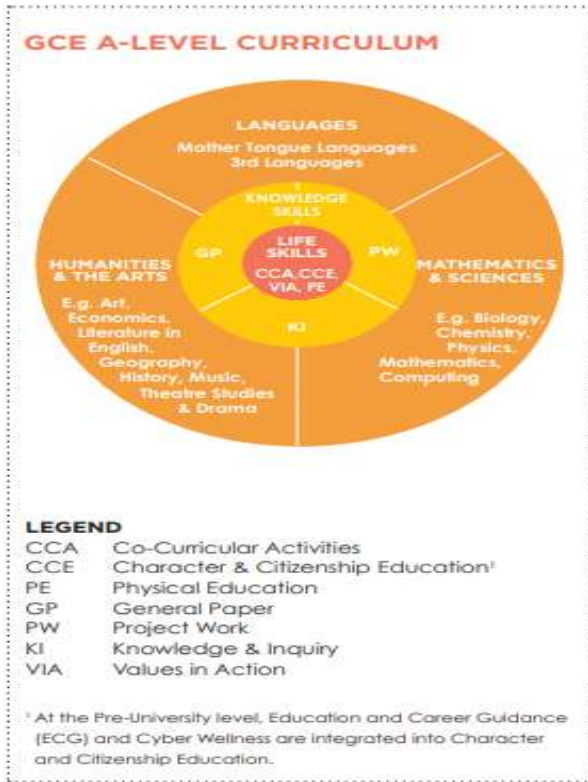 GCE A-LEVEL CURRICULUM
LANGUAGES
Mother Tongue Languages
3rd Languages
KNOWLEDGE
SKILLS
GP
LIFE
SKILLS
CCA,CCE,
VIA, PE
PW
KI
HUMANITIES
& THE ARTS
E.g. Art,
Economics,
Literature in
English,
Geography,
History, Music,
Theatre Studies
& Drama
MATHEMATICS
& SCIENCES
E.g. Biology,
Chemistry,
Physics,
Mathematics,
Computing
LEGEND
CCA Co-Curricular Activities
CCE Character & Citizenship Education¹
PE Physical Education
GP General Paper
PW Project Work
KI Knowledge & Inquiry
VIA Values in Action
¹ At the Pre-University level, Education and Career Guidance
(ECG) and Cyber Wellness are integrated into Character
and Citizenship Education.